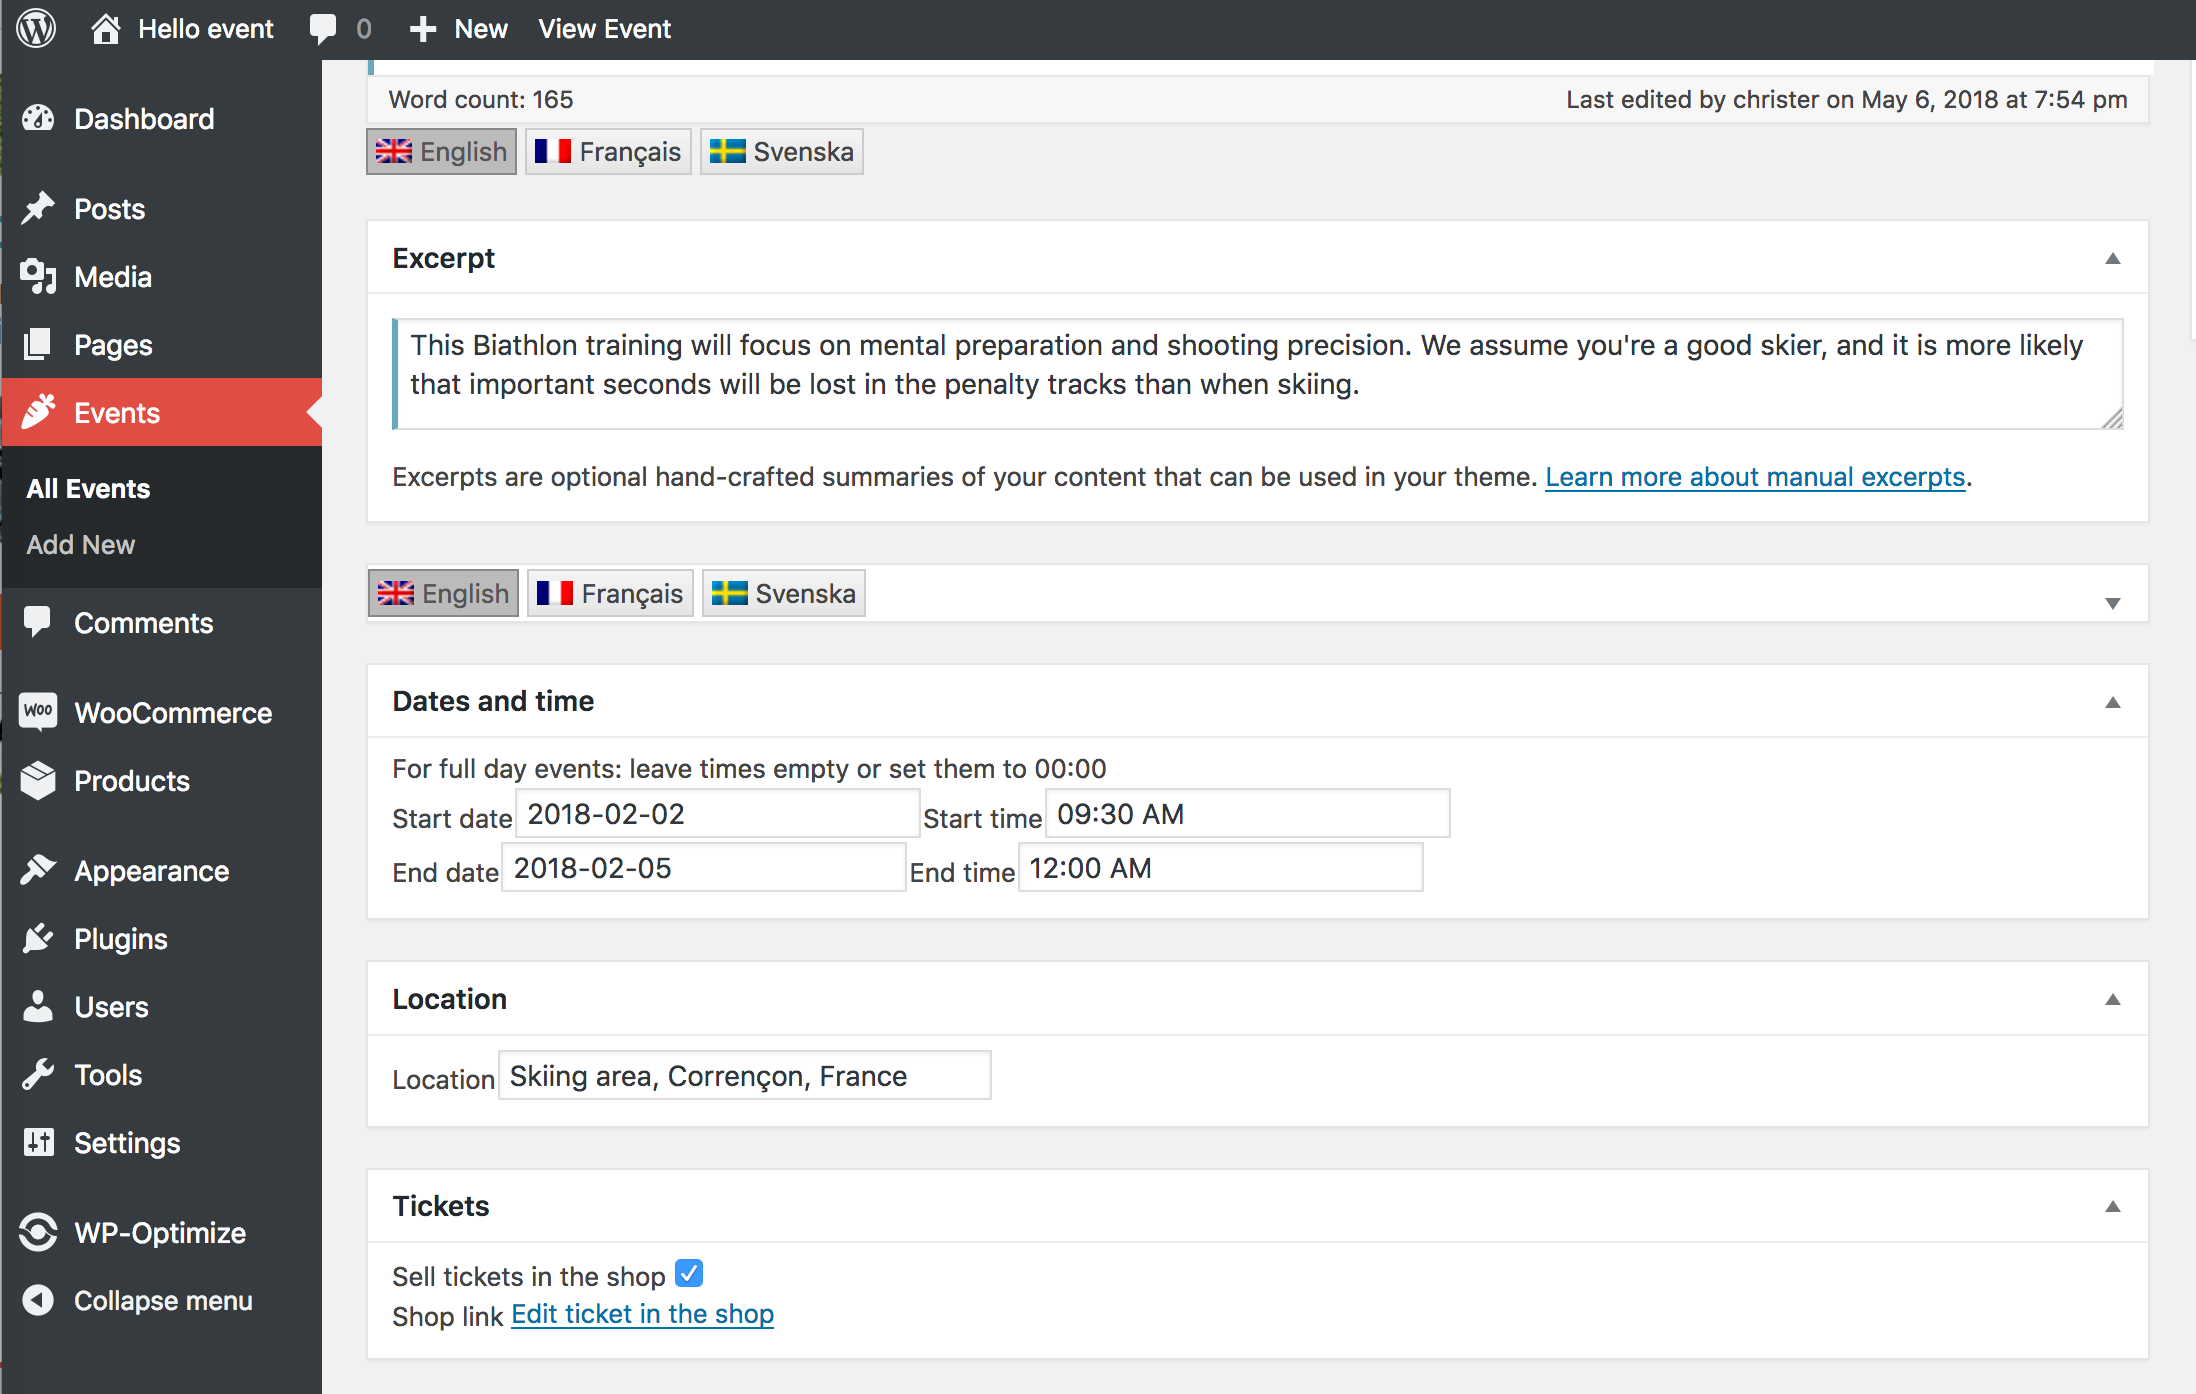 Hello event
0
New
View Event
Dashboard
Posts
Media
Pages
Events
All Events
Add New
Comments
Woo WooCommerce
Products
Appearance
Plugins
Users
Tools
Settings
WP-Optimize
Collapse menu
Word count: 165
Last edited by christer on May 6, 2018 at 7:54 pm
English
Français
Svenska
Excerpt
This Biathlon training will focus on mental preparation and shooting precision. We assume you're a good skier, and it is more likely
that important seconds will be lost in the penalty tracks than when skiing.
Excerpts are optional hand-crafted summaries of your content that can be used in your theme. Learn more about manual excerpts.
English
Français
Svenska
Dates and time
For full day events: leave times empty or set them to 00:00
Start date 2018-02-02 Start time 09:30 AM
End date 2018-02-05 End time 12:00 AM
Location
Location Skiing area, Corrençon, France
Tickets
Sell tickets in the shop
Shop link Edit ticket in the shop